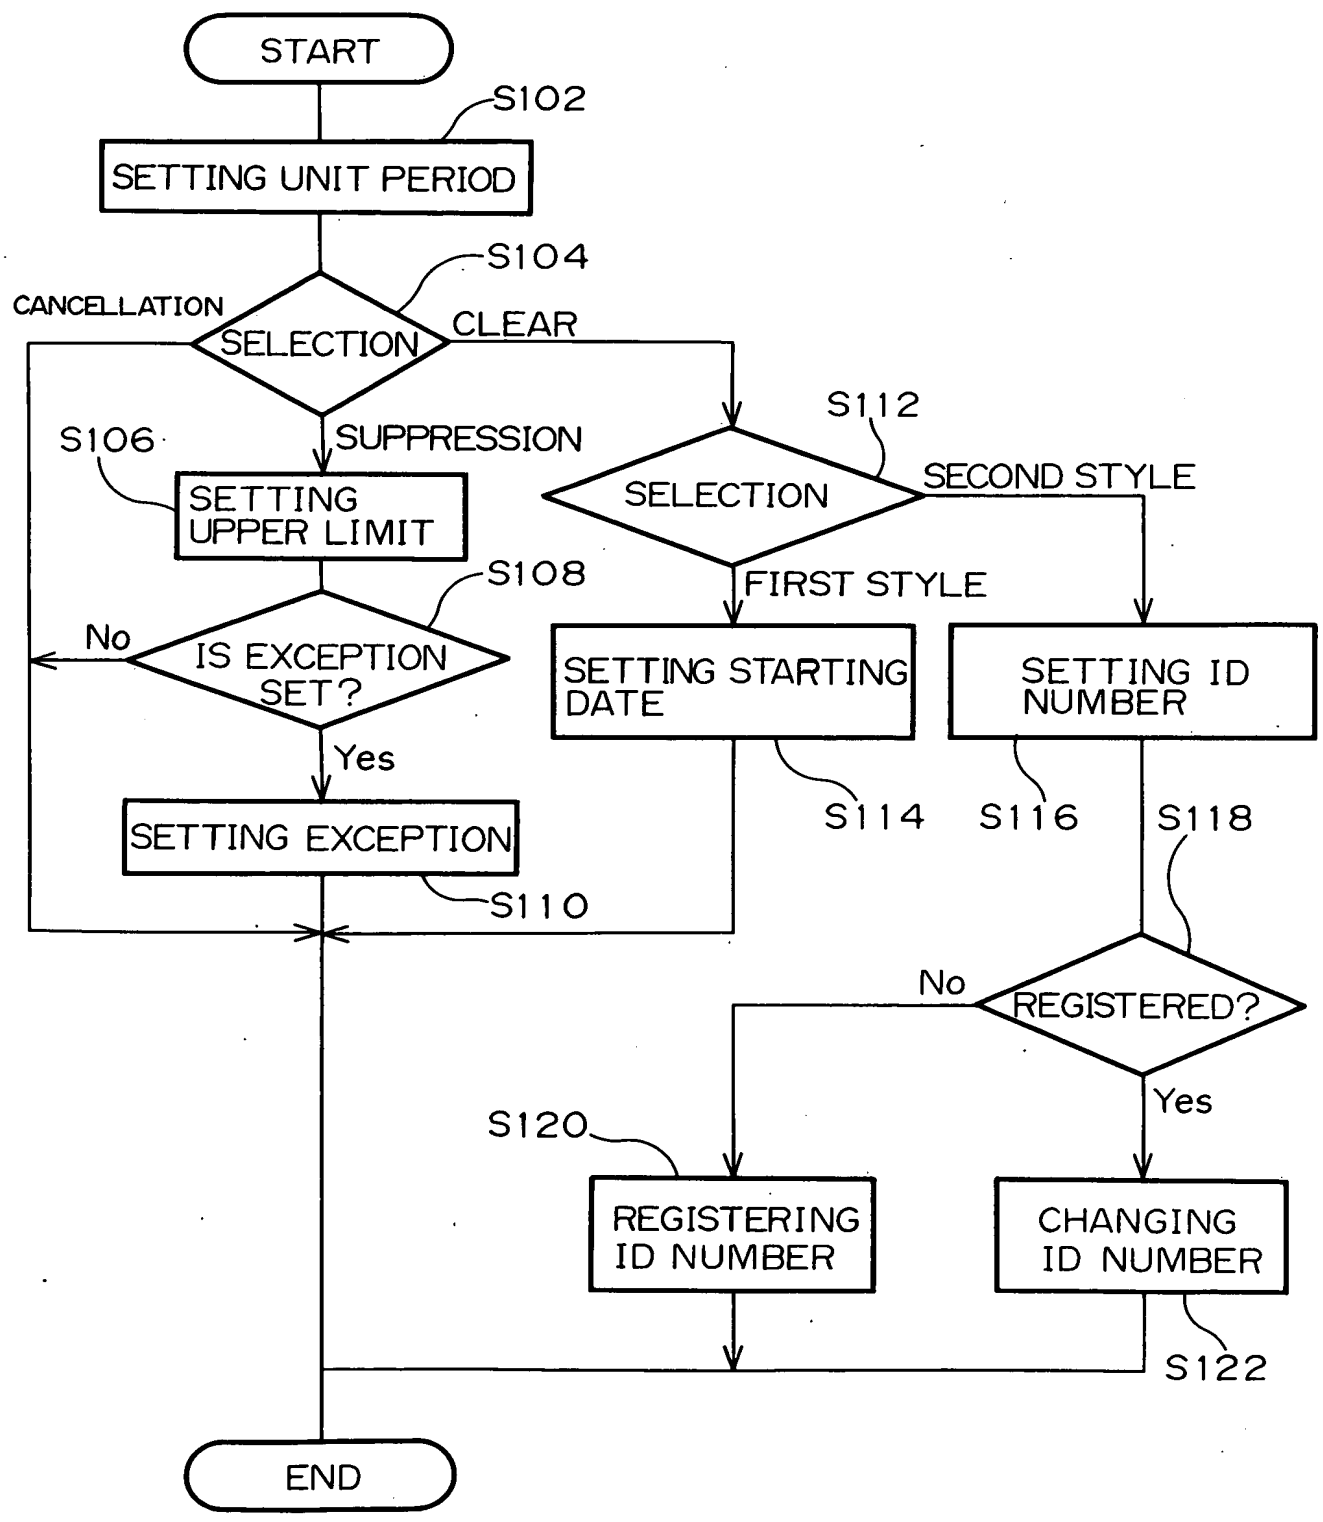 START
S102
SETTING UNIT PERIOD
S104
CANCELLATION
SELECTION
CLEAR
S106
SUPPRESSION
S112
SETTING
UPPER LIMIT
SELECTION
SECOND STYLE
S108
FIRST STYLE
No
IS EXCEPTION
SET?
SETTING STARTING
DATE
SETTING ID
NUMBER
Yes
S114
S116
S118
SETTING EXCEPTION
S110
No
REGISTERED?
Yes
S120
REGISTERING
ID NUMBER
CHANGING
ID NUMBER
S122
END